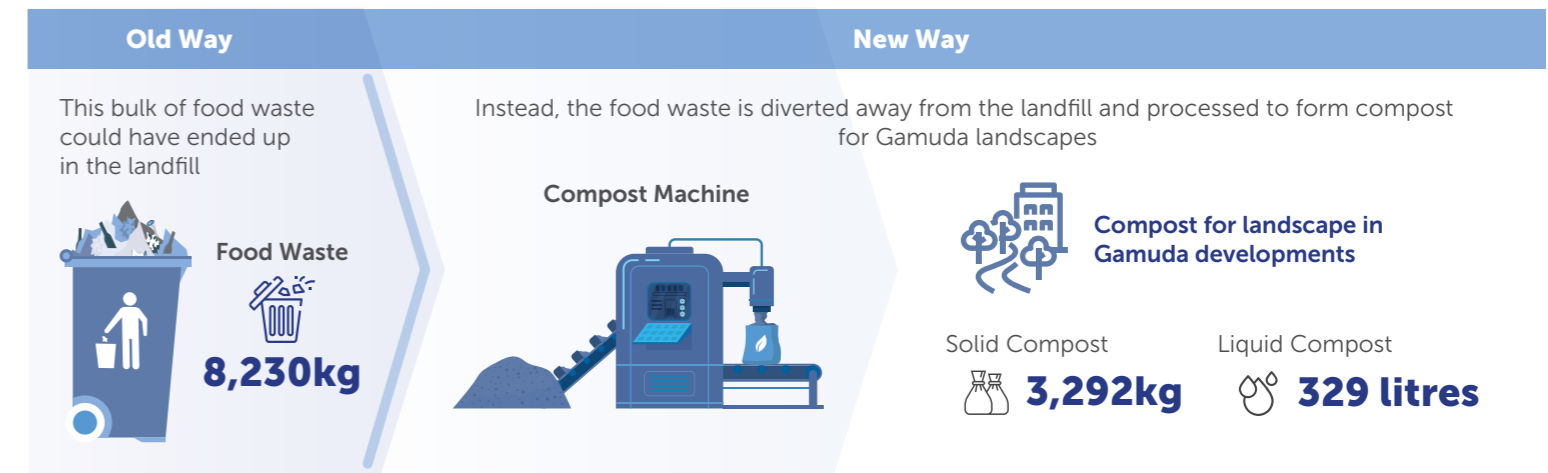 Old Way
New Way
This bulk of food waste
could have ended up
in the landfill
Food Waste
8,230kg
Instead, the food waste is diverted away from the landfill and processed to form compost
for Gamuda landscapes
Compost Machine
Compost for landscape in
Gamuda developments
Solid Compost
3,292kg
Liquid Compost
329 litres